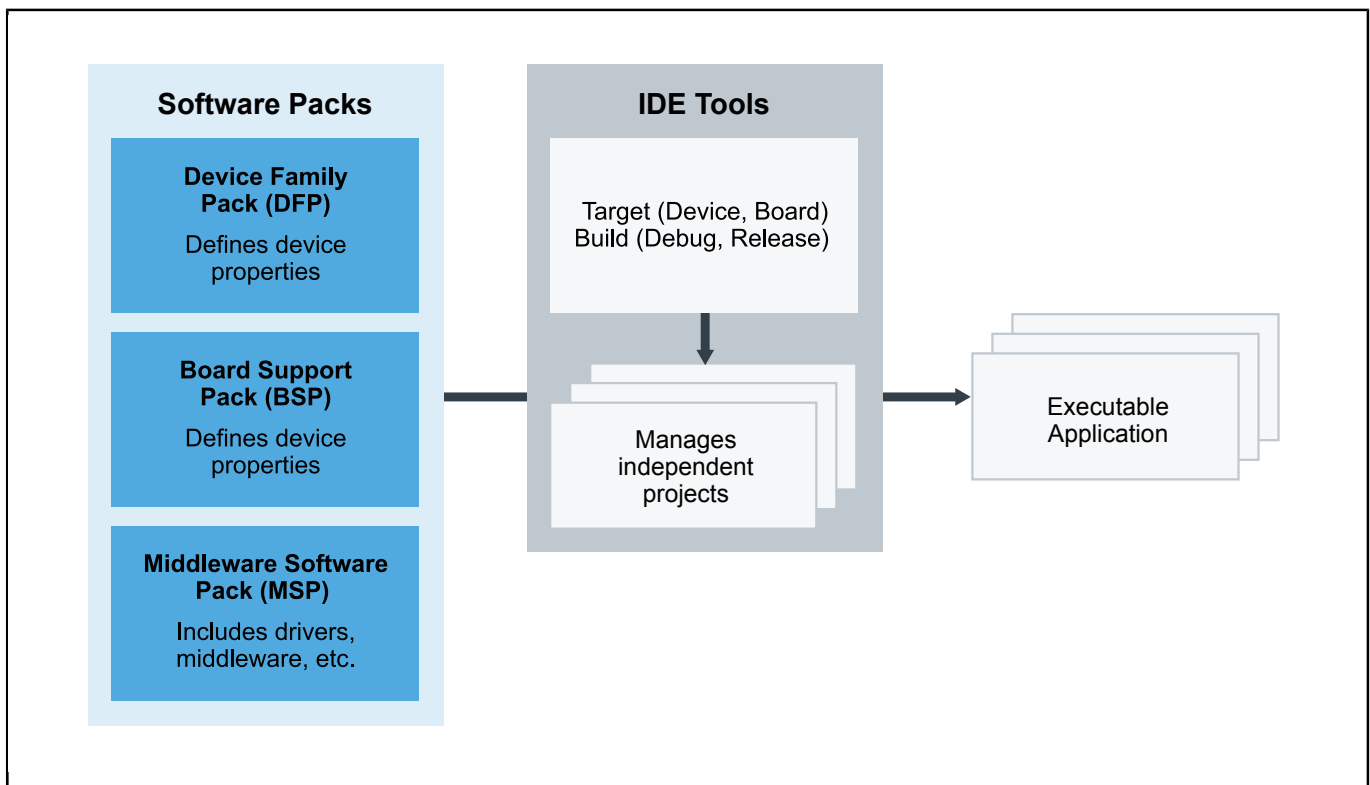 Software Packs
Device Family
Pack (DFP)
Defines device
properties
Board Support
Pack (BSP)
Defines device
properties
Middleware Software
Pack (MSP)
Includes drivers,
middleware, etc.
IDE Tools
Target (Device, Board)
Build (Debug, Release)
Manages
independent
projects
Executable
Application